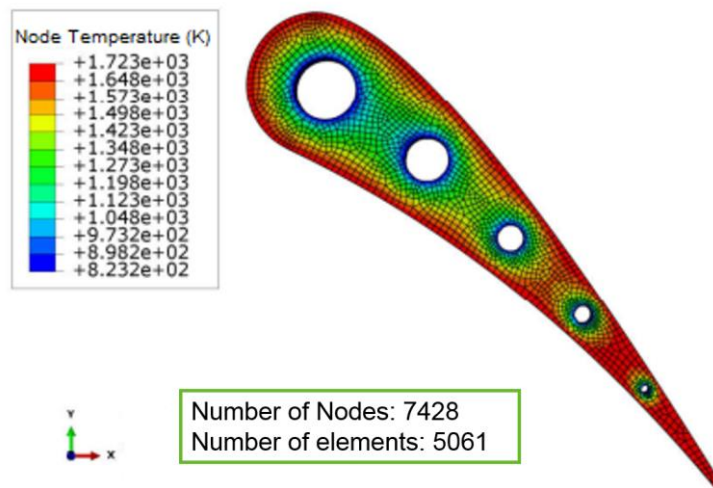 Node Temperature (K)
+1.723e+03
+1.648e+03
+1.573e+03
+1.498e+03
+1.423e+03
+1.348e+03
+1.273e+03
+1.198e+03
+1.123e+03
+1.048e+03
+9.732e+02
+8.982e+02
+8.232e+02
Y
X
Number of Nodes: 7428
Number of elements: 5061